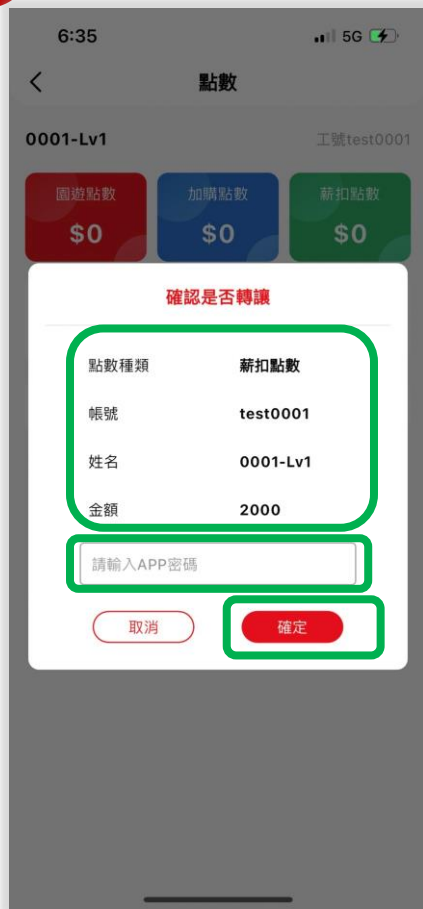 6:35 5G
點數
0001-Lv1 工號test0001
園遊點數 加購點數 薪扣點數
$0 $0 $0
確認是否轉讓
點數種類 薪扣點數
帳號 test0001
姓名 0001-Lv1
金額 2000
請輸入APP密碼
取消 確定